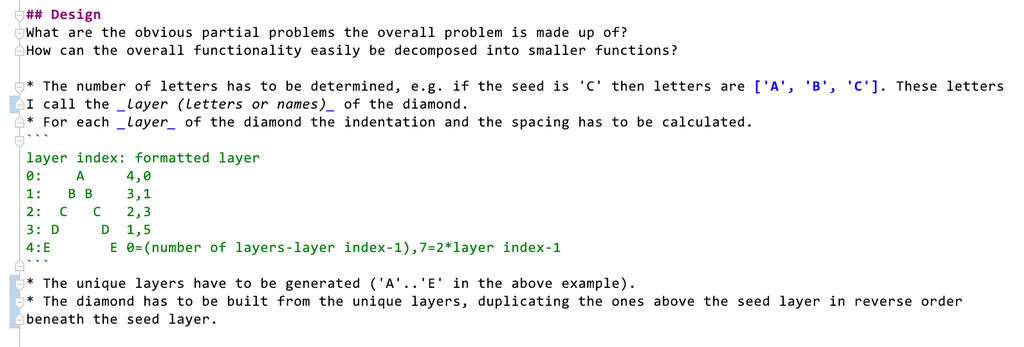 ## Design
What are the obvious partial problems the overall problem is made up of?
How can the overall functionality easily be decomposed into smaller functions?
* The number of letters has to be determined, e.g. if the seed is 'C' then letters are ['A', 'B', 'C']. These letters
I call the _layer (letters or names)_ of the diamond.
* For each _layer_ of the diamond the indentation and the spacing has to be calculated.
```
layer index: formatted layer
0:    A     4,0
1:   B B    3,1
2:  C   C   2,3
3: D     D  1,5
4:E       E 0=(number of layers-layer index-1),7=2*layer index-1
```
* The unique layers have to be generated ('A'..'E' in the above example).
* The diamond has to be built from the unique layers, duplicating the ones above the seed layer in reverse order
beneath the seed layer.